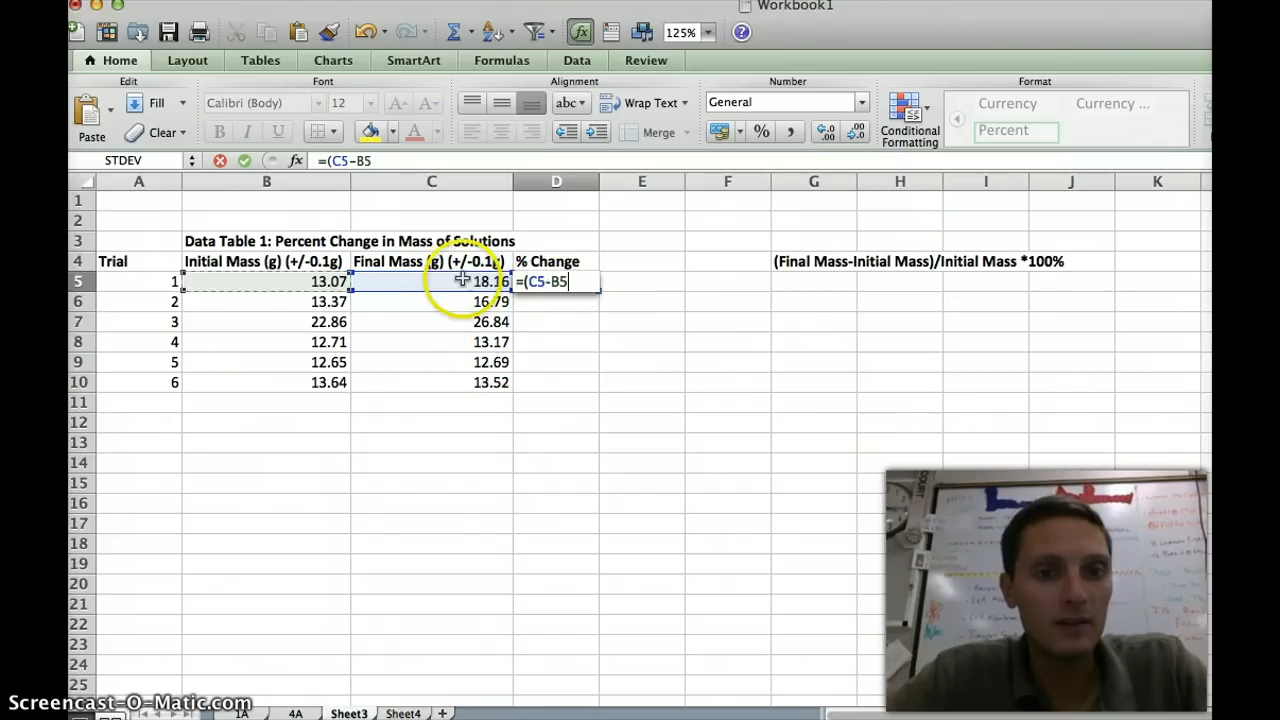 Workbook1
125%
Home Layout Tables Charts SmartArt Formulas Data Review
Edit Font Alignment Number Format
Fill Calibri (Body) 12 A A abc Wrap Text General Currency Currency ...
Paste Clear B I U A Merge % , Conditional Formatting Percent
STDEV fx =(C5-B5
A B C D E F G H I J K
1
2
3 Data Table 1: Percent Change in Mass of Solutions
4 Trial Initial Mass (g) (+/-0.1g) Final Mass (g) (+/-0.1g) % Change (Final Mass-Initial Mass)/Initial Mass *100%
5 1 13.07 18.16 =(C5-B5
6 2 13.37 16.79
7 3 22.86 26.84
8 4 12.71 13.17
9 5 12.65 12.69
10 6 13.64 13.52
11
12
13
14
15
16
17
18
19
20
21
22
23
24
25
Screencast-O-Matic.com
1A 4A Sheet3 Sheet4 +